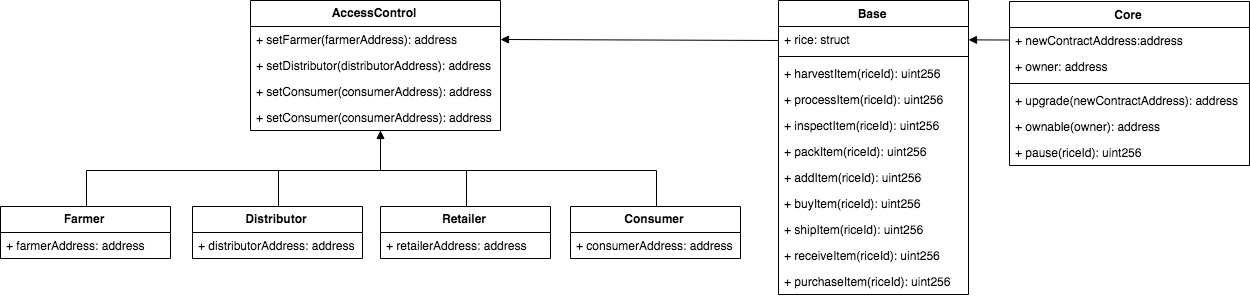 AccessControl
+ setFarmer(farmerAddress): address
+ setDistributor(distributorAddress): address
+ setConsumer(consumerAddress): address
+ setConsumer(consumerAddress): address
Base
+ rice: struct
+ harvestItem(riceId): uint256
+ processItem(riceId): uint256
+ inspectItem(riceId): uint256
+ packItem(riceId): uint256
+ addItem(riceId): uint256
+ buyItem(riceId): uint256
+ shipItem(riceId): uint256
+ receiveItem(riceId): uint256
+ purchaseItem(riceId): uint256
Core
+ newContractAddress:address
+ owner: address
+ upgrade(newContractAddress): address
+ ownable(owner): address
+ pause(riceId): uint256
Farmer
+ farmerAddress: address
Distributor
+ distributorAddress: address
Retailer
+ retailerAddress: address
Consumer
+ consumerAddress: address